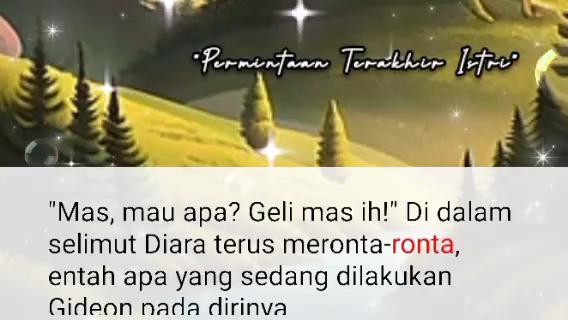 "Permintaan Terakhir Istri"
"Mas, mau apa? Geli mas ih!" Di dalam
selimut Diara terus meronta-ronta,
entah apa yang sedang dilakukan
Gideon pada dirinya